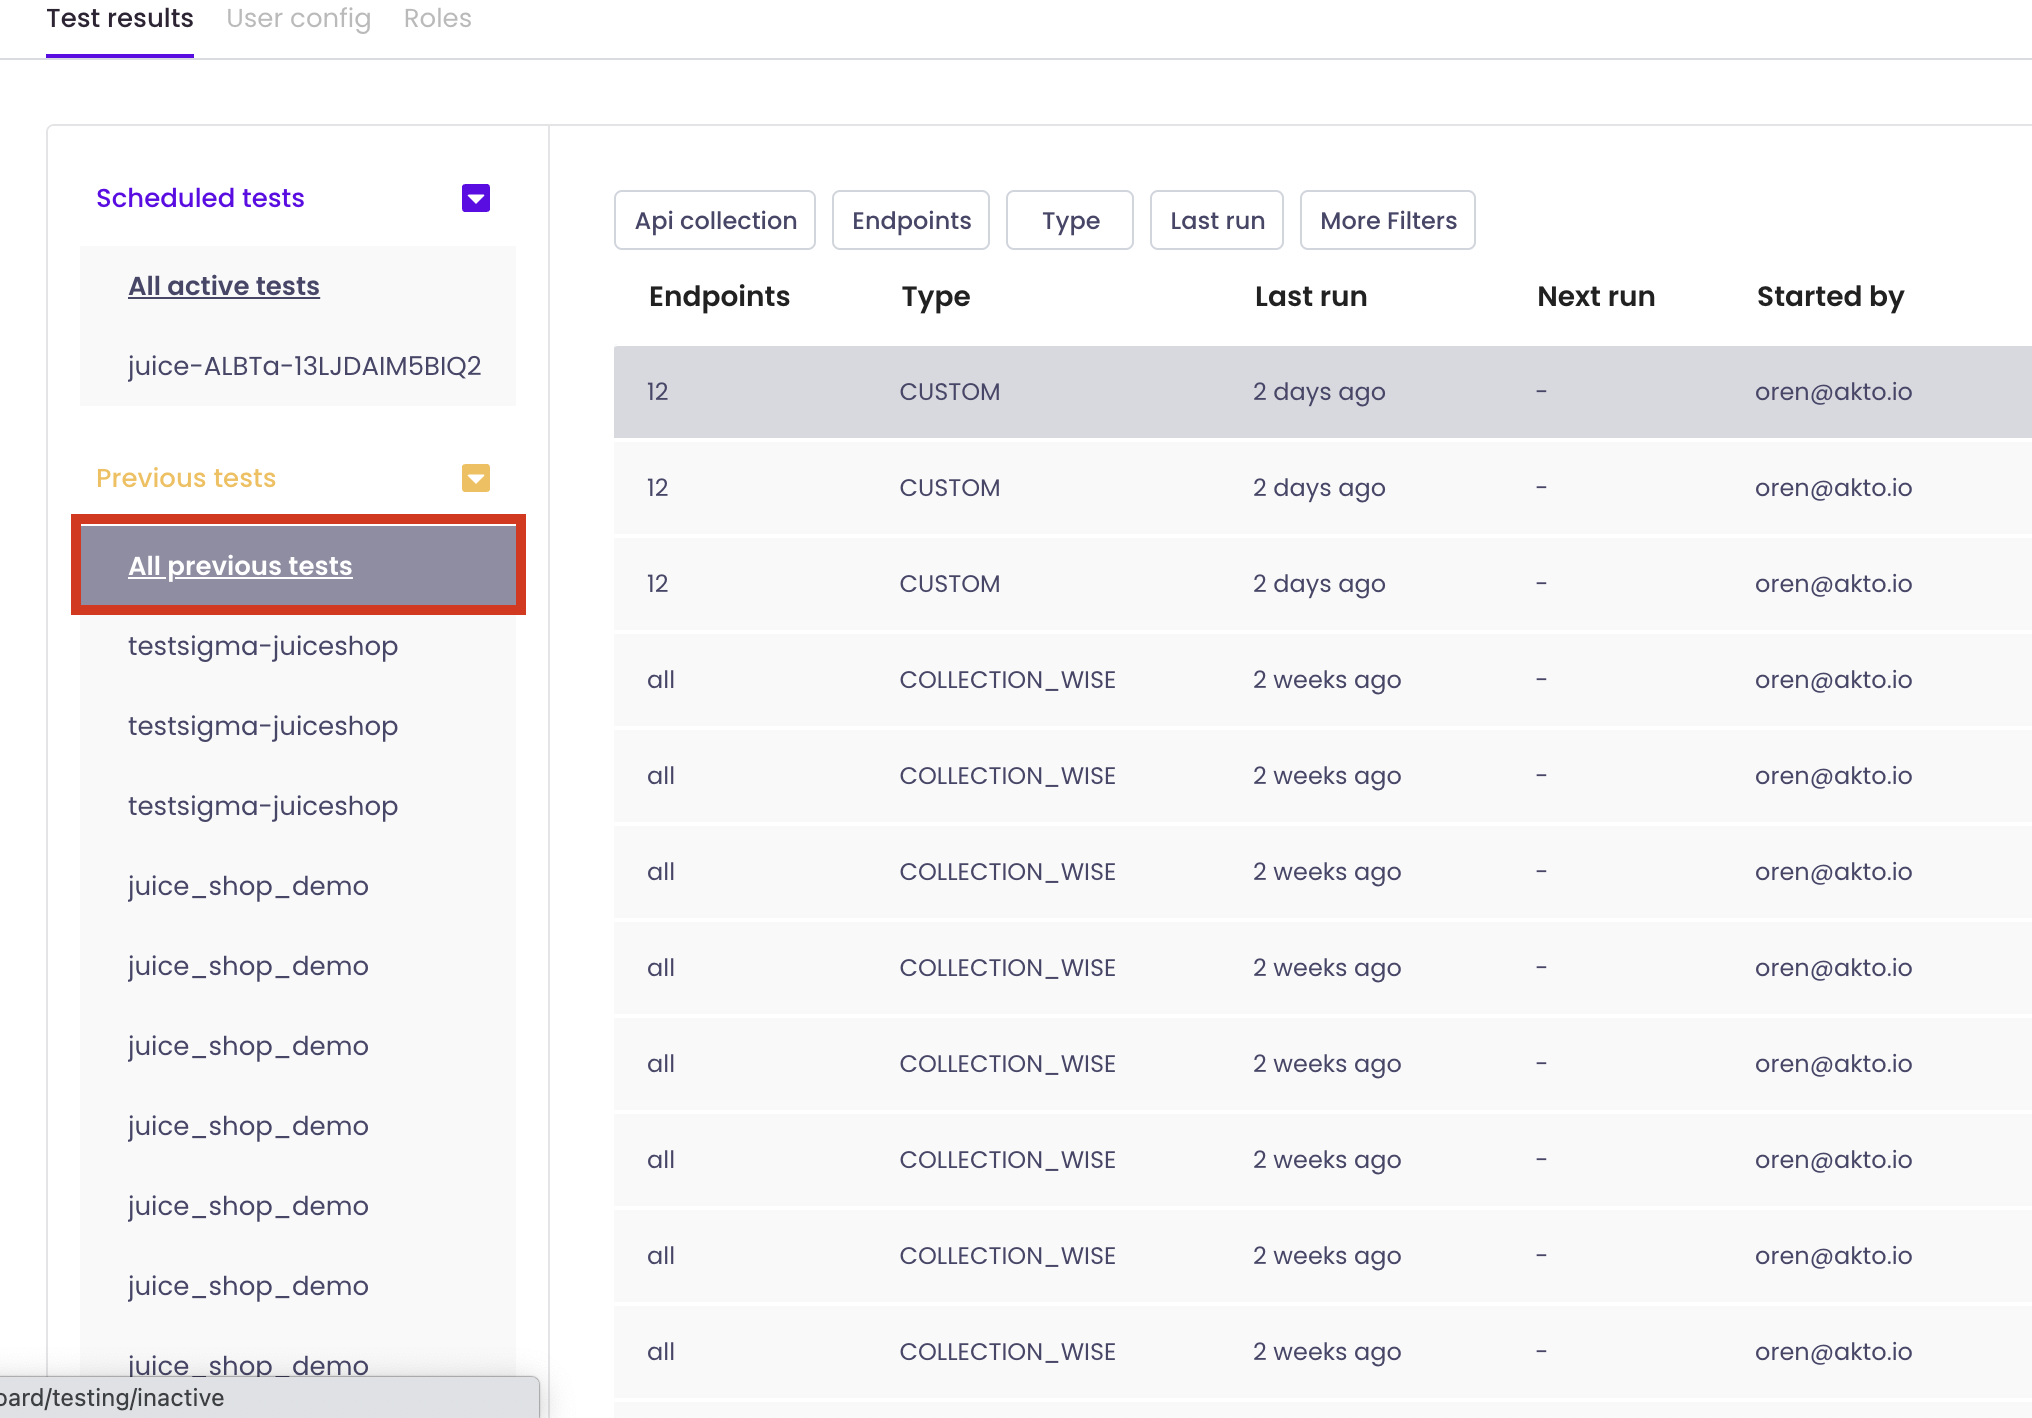 Test results User config Roles
Scheduled tests
All active tests
juice-ALBTa-13LJDAIM5BIQ2
Previous tests
All previous tests
testsigma-juiceshop
testsigma-juiceshop
testsigma-juiceshop
juice_shop_demo
juice_shop_demo
juice_shop_demo
juice_shop_demo
juice_shop_demo
juice_shop_demo
juice_shop_demo
oard/testing/inactive
Api collection Endpoints Type Last run More Filters
Endpoints Type Last run Next run Started by
12 CUSTOM 2 days ago - oren@akto.io
12 CUSTOM 2 days ago - oren@akto.io
12 CUSTOM 2 days ago - oren@akto.io
all COLLECTION_WISE 2 weeks ago - oren@akto.io
all COLLECTION_WISE 2 weeks ago - oren@akto.io
all COLLECTION_WISE 2 weeks ago - oren@akto.io
all COLLECTION_WISE 2 weeks ago - oren@akto.io
all COLLECTION_WISE 2 weeks ago - oren@akto.io
all COLLECTION_WISE 2 weeks ago - oren@akto.io
all COLLECTION_WISE 2 weeks ago - oren@akto.io
all COLLECTION_WISE 2 weeks ago - oren@akto.io